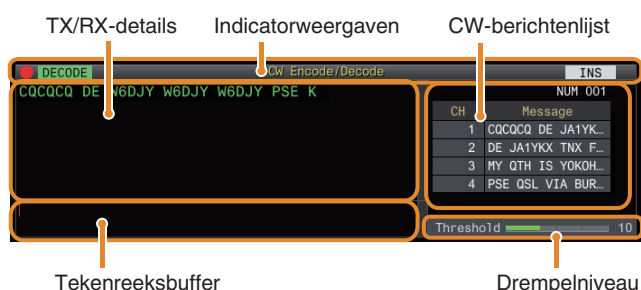 TX/RX-details Indicatorweergaven CW-berichtenlijst
DECODE CW Encode/Decode INS
CQCQCQ DE W6DJY W6DJY W6DJY PSE K
NUM 001
CH Message
1 CQCQCQ DE JA1YK…
2 DE JA1YKX TNX F…
3 MY QTH IS YOKOH…
4 PSE QSL VIA BUR…
Threshold 10
Tekenreeksbuffer Drempelniveau